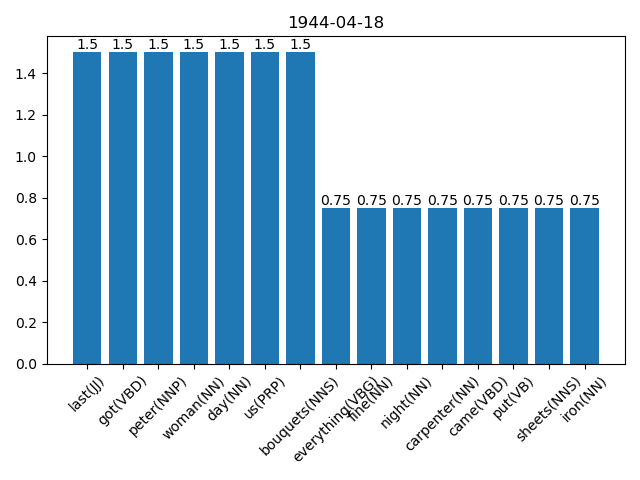 1944-04-18
1.5 1.5 1.5 1.5 1.5 1.5 1.5
0.75 0.75 0.75 0.75 0.75 0.75 0.75 0.75
1.4
1.2
1.0
0.8
0.6
0.4
0.2
0.0
last(JJ)
got(VBD)
peter(NNP)
woman(NN)
day(NN)
us(PRP)
bouquets(NNS)
everything(VBG)
fine(NN)
night(NN)
carpenter(NN)
came(VBD)
put(VB)
sheets(NNS)
iron(NN)